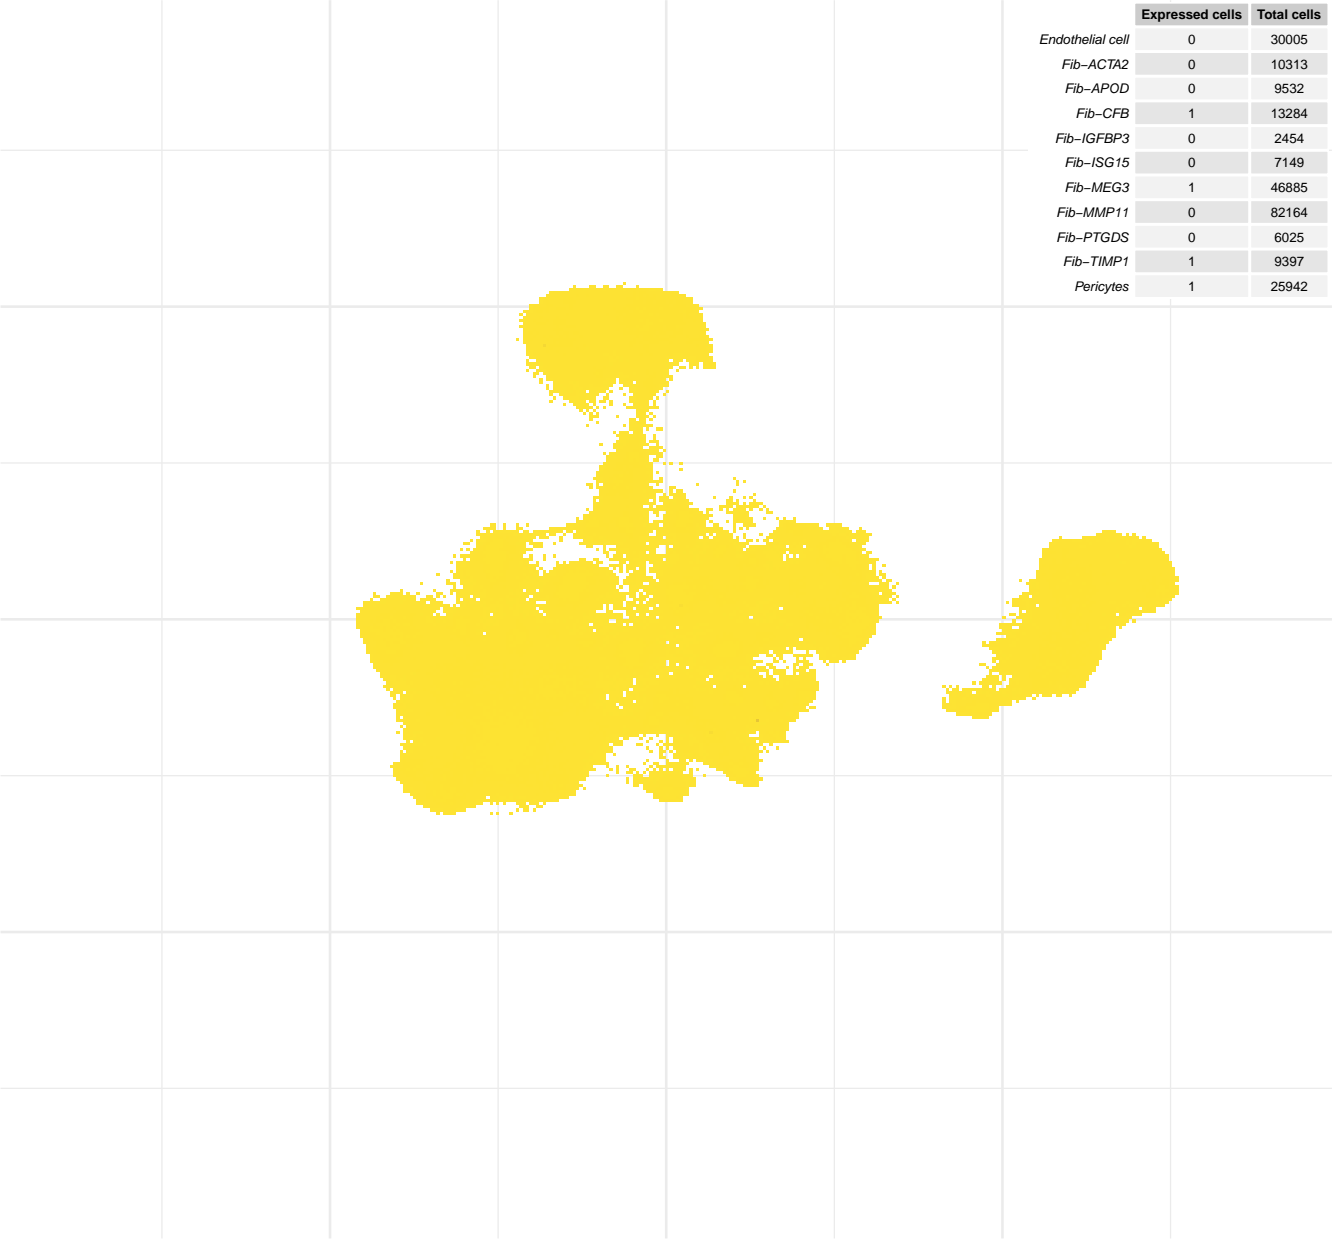 Expressed cells Total cells
Endothelial cell 0 30005
Fib−ACTA2 0 10313
Fib−APOD 0 9532
Fib−CFB 1 13284
Fib−IGFBP3 0 2454
Fib−ISG15 0 7149
Fib−MEG3 1 46885
Fib−MMP11 0 82164
Fib−PTGDS 0 6025
Fib−TIMP1 1 9397
Pericytes 1 25942